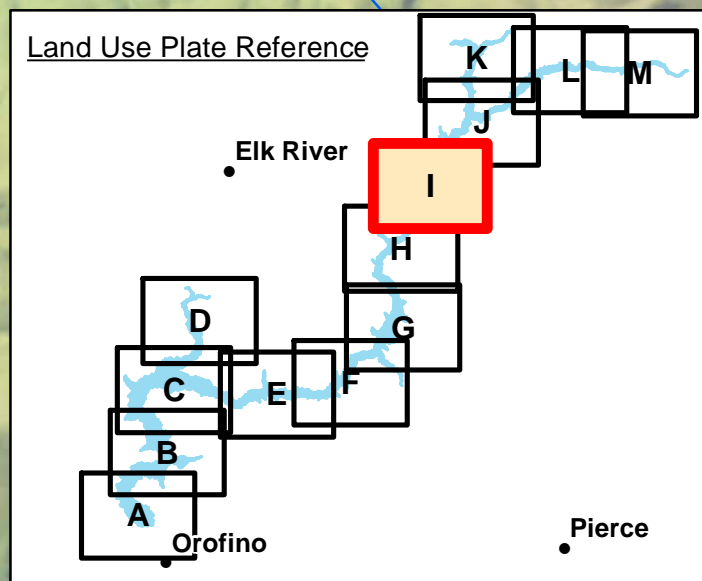 Land Use Plate Reference
K
L
M
J
Elk River
I
H
D
G
C
E
F
B
A
Orofino
Pierce